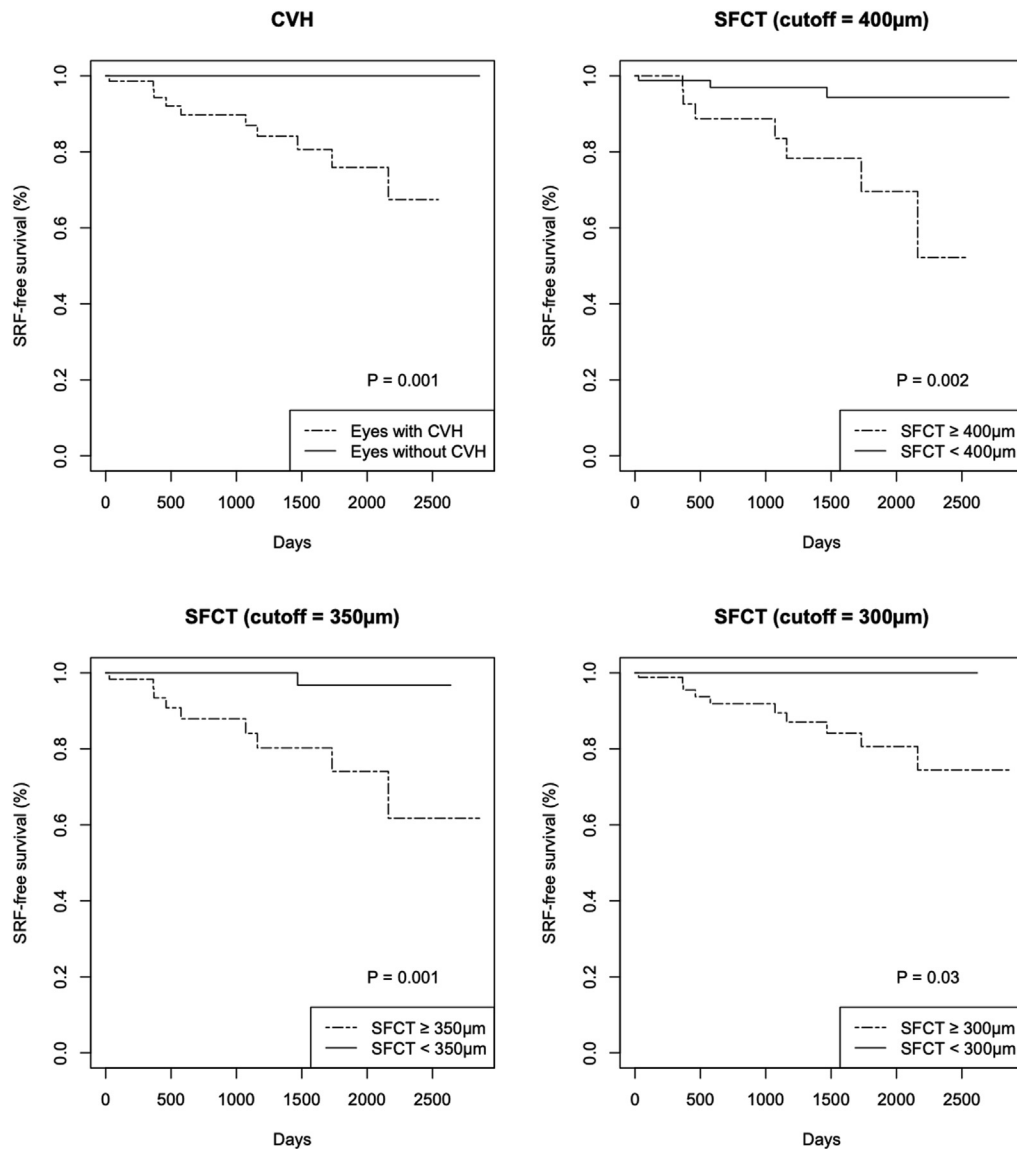 CVH
SRF-free survival (%)
1.0
0.8
0.6
0.4
0.2
0.0
P = 0.001
Eyes with CVH
Eyes without CVH
0 500 1000 1500 2000 2500
Days
SFCT (cutoff = 400µm)
SRF-free survival (%)
1.0
0.8
0.6
0.4
0.2
0.0
P = 0.002
SFCT ≥ 400µm
SFCT < 400µm
0 500 1000 1500 2000 2500
Days
SFCT (cutoff = 350µm)
SRF-free survival (%)
1.0
0.8
0.6
0.4
0.2
0.0
P = 0.001
SFCT ≥ 350µm
SFCT < 350µm
0 500 1000 1500 2000 2500
Days
SFCT (cutoff = 300µm)
SRF-free survival (%)
1.0
0.8
0.6
0.4
0.2
0.0
P = 0.03
SFCT ≥ 300µm
SFCT < 300µm
0 500 1000 1500 2000 2500
Days